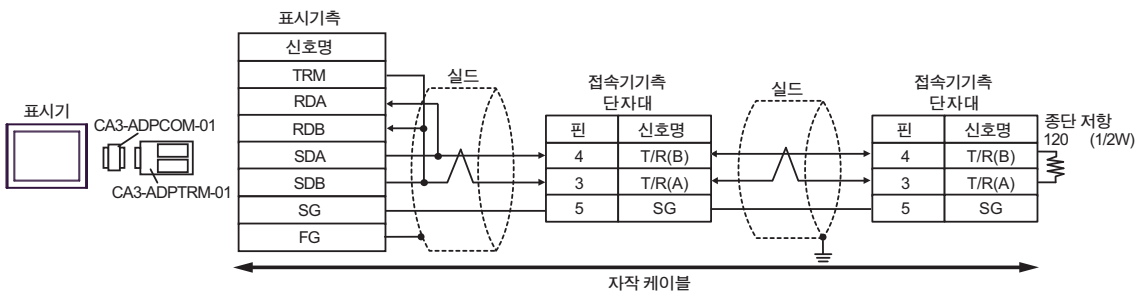 표시기
CA3-ADPCOM-01
CA3-ADPTRM-01
표시기측
신호명
TRM
RDA
RDB
SDA
SDB
SG
FG
실드
접속기기측
단자대
핀 신호명
4 T/R(B)
3 T/R(A)
5 SG
실드
접속기기측
단자대
핀 신호명
4 T/R(B)
3 T/R(A)
5 SG
종단 저항
120 (1/2W)
자작 케이블